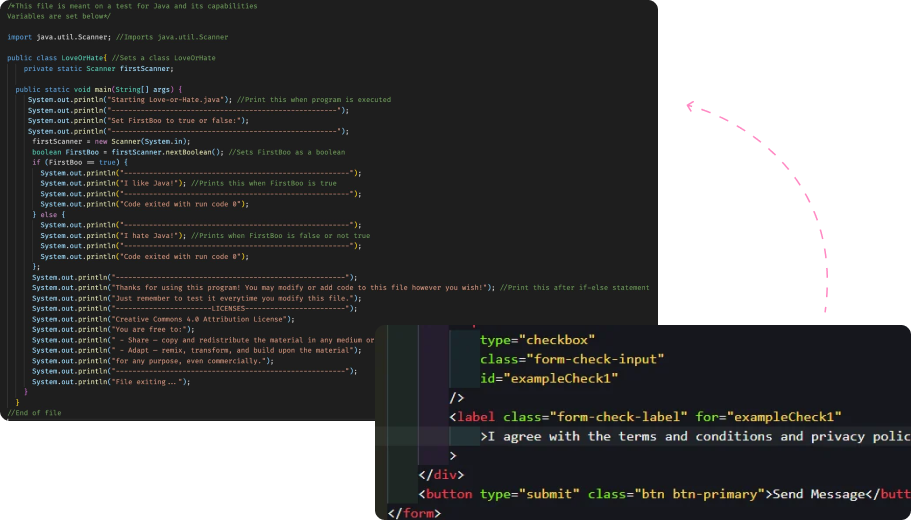 /*This file is meant on a test for Java and its capabilities
Variables are set below*/
import java.util.Scanner; //Imports java.util.Scanner
public class LoveOrHate{ //Sets a class LoveOrHate
private static Scanner firstScanner;
public static void main(String[] args) {
System.out.println("Starting Love-or-Hate.java"); //Print this when program is executed
System.out.println("------------------------------------------------------");
System.out.println("Set FirstBoo to true or false:");
System.out.println("------------------------------------------------------");
firstScanner = new Scanner(System.in);
boolean FirstBoo = firstScanner.nextBoolean(); //Sets FirstBoo as a boolean
if (FirstBoo == true) {
System.out.println("------------------------------------------------------");
System.out.println("I like Java!"); //Prints this when FirstBoo is true
System.out.println("------------------------------------------------------");
System.out.println("Code exited with run code 0");
} else {
System.out.println("------------------------------------------------------");
System.out.println("I hate Java!"); //Prints when FirstBoo is false or not true
System.out.println("------------------------------------------------------");
System.out.println("Code exited with run code 0");
};
System.out.println("-------------------------------------------------------");
System.out.println("Thanks for using this program! You may modify or add code to this file however you wish!"); //Print this after if-else statement
System.out.println("Just remember to test it everytime you modify this file.");
System.out.println("-----------------------LICENSES------------------------");
System.out.println("Creative Commons 4.0 Attribution License");
System.out.println("You are free to:");
System.out.println(" - Share — copy and redistribute the material in any medium or
System.out.println(" - Adapt — remix, transform, and build upon the material");
System.out.println("for any purpose, even commercially.");
System.out.println("-------------------------------------------------------");
System.out.println("File exiting...");
}
}
//End of file
type="checkbox"
class="form-check-input"
id="exampleCheck1"
/>
<label class="form-check-label" for="exampleCheck1"
>I agree with the terms and conditions and privacy polic
>
</div>
<button type="submit" class="btn btn-primary">Send Message</butt
</form>